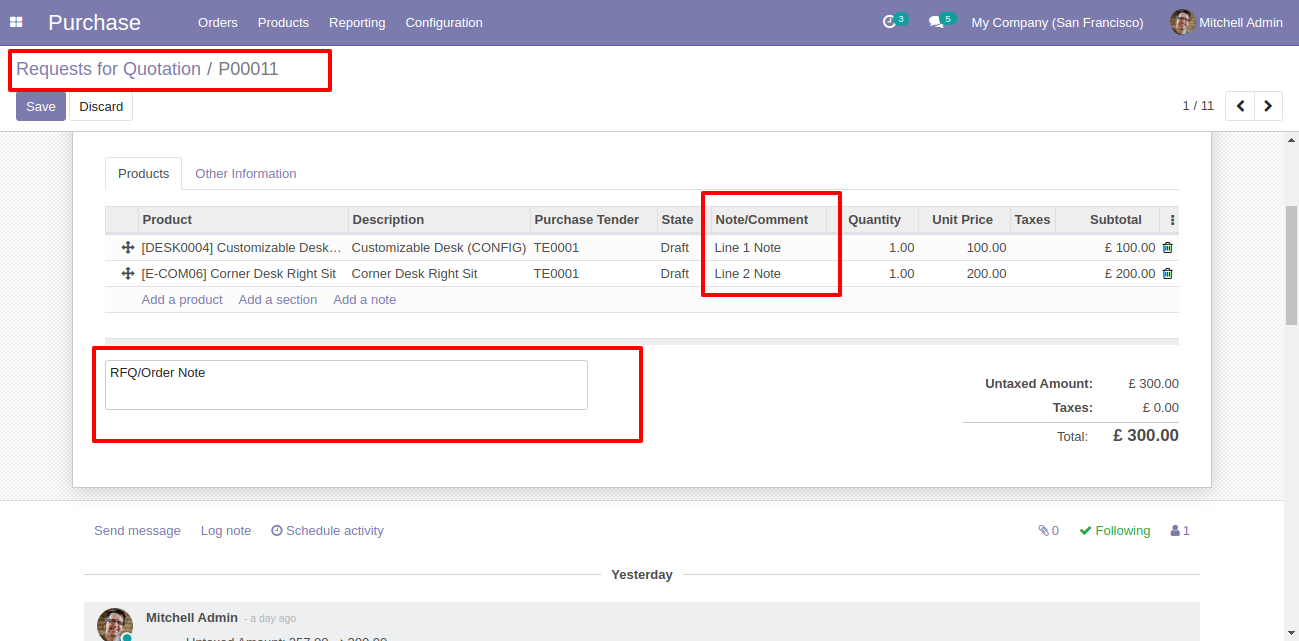 Purchase Orders Products Reporting Configuration 3 5 My Company (San Francisco) Mitchell Admin
Requests for Quotation / P00011
Save Discard 1 / 11
Products Other Information
Product Description Purchase Tender State Note/Comment Quantity Unit Price Taxes Subtotal
[DESK0004] Customizable Desk… Customizable Desk (CONFIG) TE0001 Draft Line 1 Note 1.00 100.00 £ 100.00
[E-COM06] Corner Desk Right Sit Corner Desk Right Sit TE0001 Draft Line 2 Note 1.00 200.00 £ 200.00
Add a product Add a section Add a note
RFQ/Order Note
Untaxed Amount: £ 300.00
Taxes: £ 0.00
Total: £ 300.00
Send message Log note Schedule activity 0 Following 1
Yesterday
Mitchell Admin - a day ago
Untaxed Amount: